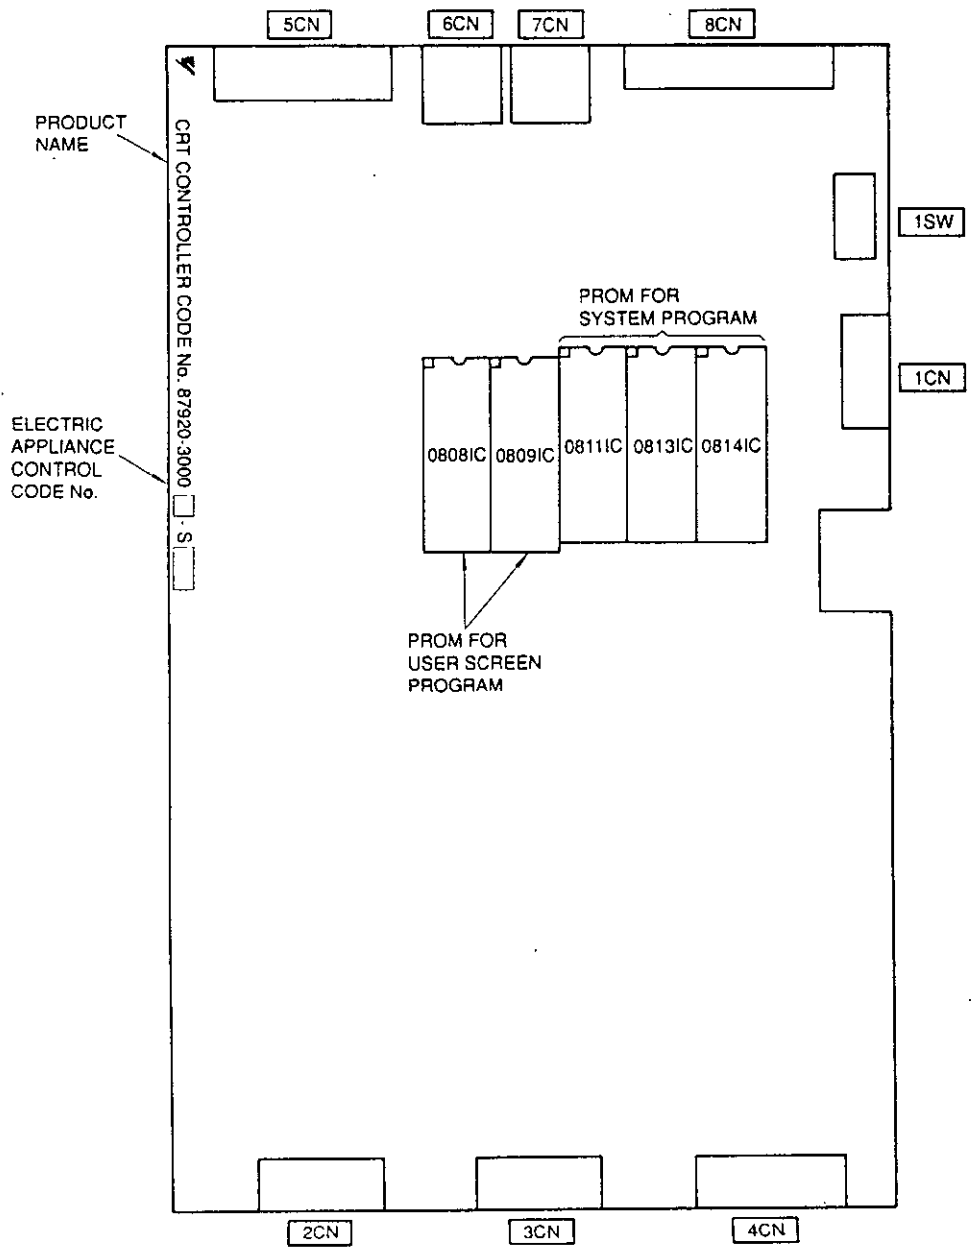 5CN
6CN
7CN
8CN
PRODUCT
NAME
CRT CONTROLLER CODE No. 87920-3000 - S
1SW
PROM FOR
SYSTEM PROGRAM
1CN
ELECTRIC
APPLIANCE
CONTROL
CODE No.
0808IC
0809IC
0811IC
0813IC
0814IC
PROM FOR
USER SCREEN
PROGRAM
2CN
3CN
4CN